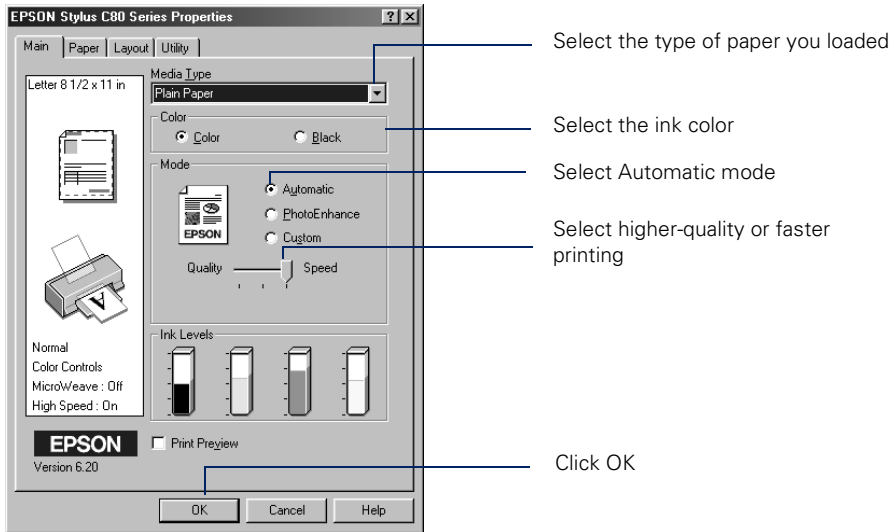 EPSON Stylus C80 Series Properties
Main Paper Layout Utility
Letter 8 1/2 x 11 in
Media Type
Plain Paper
Color
Color Black
Mode
Automatic
PhotoEnhance
Custom
EPSON
Quality Speed
A
Normal
Color Controls
MicroWeave : Off
High Speed : On
Ink Levels
EPSON
Version 6.20
Print Preview
OK Cancel Help
Select the type of paper you loaded
Select the ink color
Select Automatic mode
Select higher-quality or faster
printing
Click OK